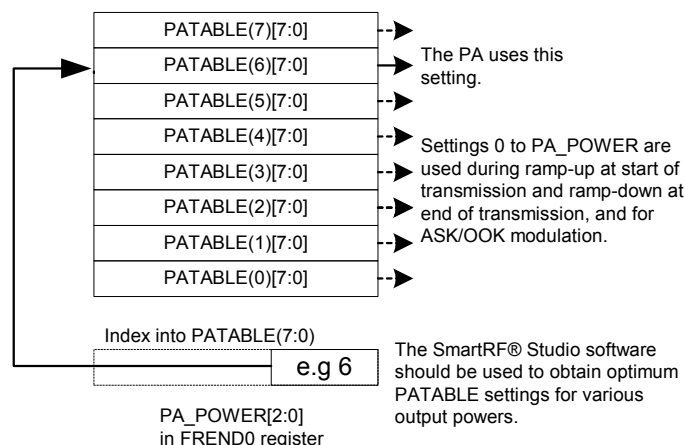 PATABLE(7)[7:0]
PATABLE(6)[7:0]
The PA uses this
setting.
PATABLE(5)[7:0]
PATABLE(4)[7:0]
PATABLE(3)[7:0]
PATABLE(2)[7:0]
PATABLE(1)[7:0]
PATABLE(0)[7:0]
Settings 0 to PA_POWER are
used during ramp-up at start of
transmission and ramp-down at
end of transmission, and for
ASK/OOK modulation.
Index into PATABLE(7:0)
e.g 6
PA_POWER[2:0]
in FREND0 register
The SmartRF® Studio software
should be used to obtain optimum
PATABLE settings for various
output powers.